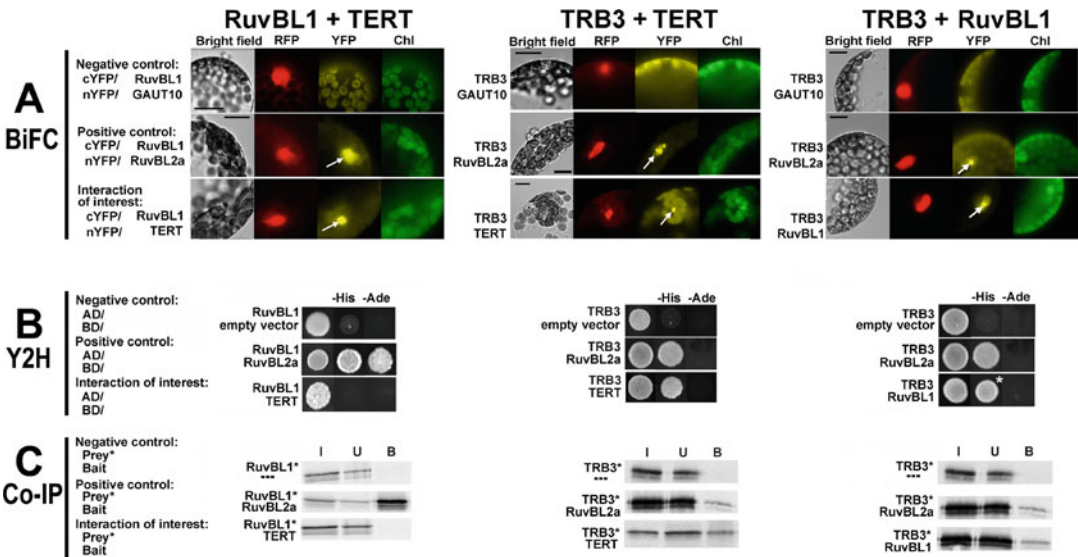 RuvBL1 + TERT
TRB3 + TERT
TRB3 + RuvBL1
Bright field RFP YFP Chl
Bright field RFP YFP Chl
Bright field RFP YFP Chl
A
BiFC
Negative control:
cYFP/ RuvBL1
nYFP/ GAUT10
TRB3
GAUT10
TRB3
GAUT10
Positive control:
cYFP/ RuvBL1
nYFP/ RuvBL2a
TRB3
RuvBL2a
TRB3
RuvBL2a
Interaction
of interest:
cYFP/ RuvBL1
nYFP/ TERT
TRB3
TERT
TRB3
RuvBL1
B
Y2H
-His -Ade
-His -Ade
-His -Ade
Negative control:
AD/
BD/
RuvBL1
empty vector
TRB3
empty vector
TRB3
empty vector
Positive control:
AD/
BD/
RuvBL1
RuvBL2a
TRB3
RuvBL2a
TRB3
RuvBL2a
Interaction of interest:
AD/
BD/
RuvBL1
TERT
TRB3
TERT
TRB3
RuvBL1
*
C
Co-IP
I U B
I U B
I U B
Negative control:
Prey*
Bait
RuvBL1*
---
TRB3*
---
TRB3*
---
Positive control:
Prey*
Bait
RuvBL1*
RuvBL2a
TRB3*
RuvBL2a
TRB3*
RuvBL2a
Interaction of interest:
Prey*
Bait
RuvBL1*
TERT
TRB3*
TERT
TRB3*
RuvBL1